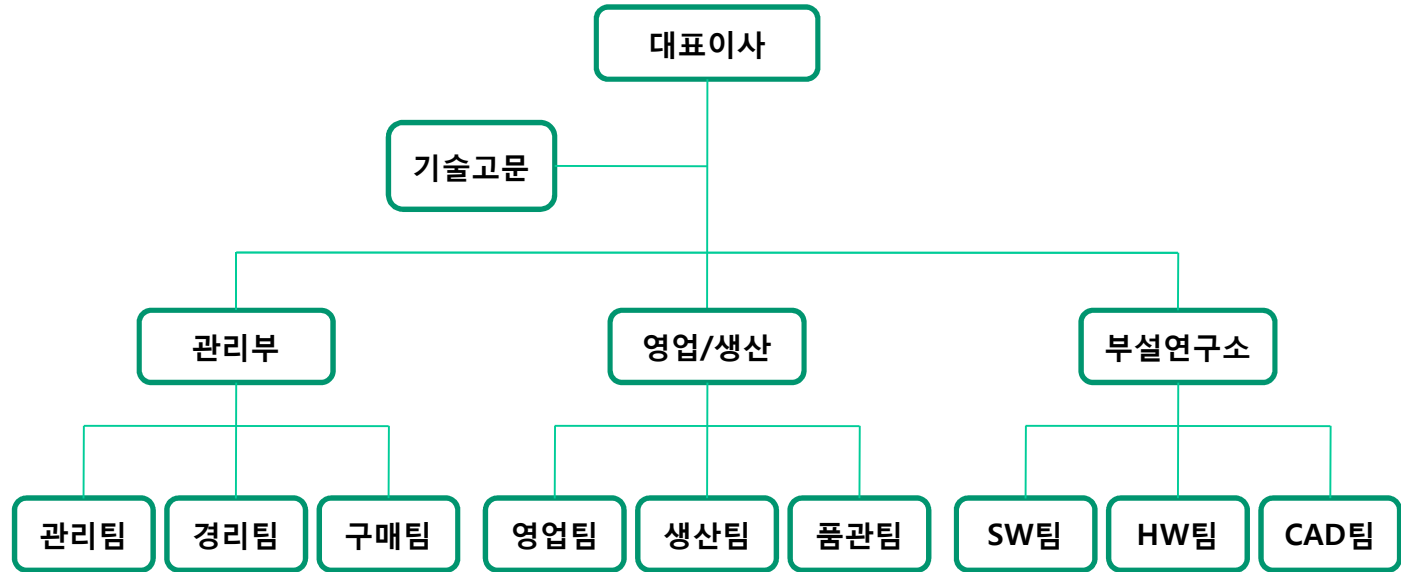 대표이사
기술고문
관리부
영업/생산
부설연구소
관리팀
경리팀
구매팀
영업팀
생산팀
품관팀
SW팀
HW팀
CAD팀